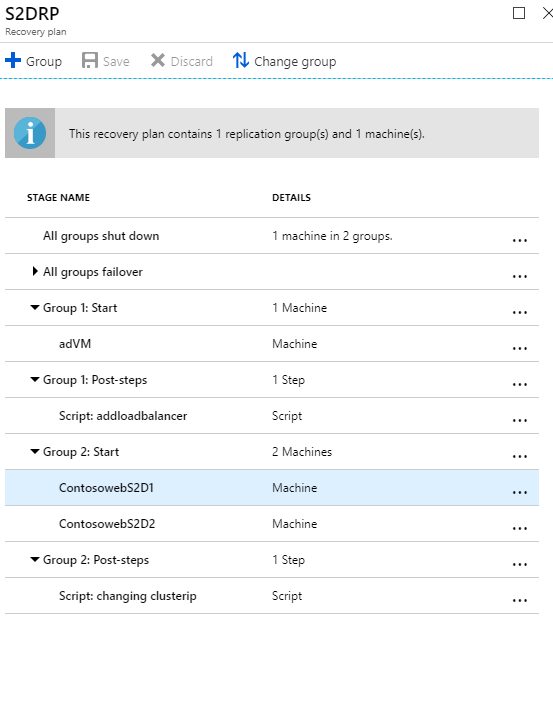 S2DRP
Recovery plan
Group Save Discard Change group
This recovery plan contains 1 replication group(s) and 1 machine(s).
STAGE NAME DETAILS
All groups shut down 1 machine in 2 groups. ...
All groups failover ...
Group 1: Start 1 Machine ...
adVM Machine ...
Group 1: Post-steps 1 Step ...
Script: addloadbalancer Script ...
Group 2: Start 2 Machines ...
ContosowebS2D1 Machine ...
ContosowebS2D2 Machine ...
Group 2: Post-steps 1 Step ...
Script: changing clusterip Script ...